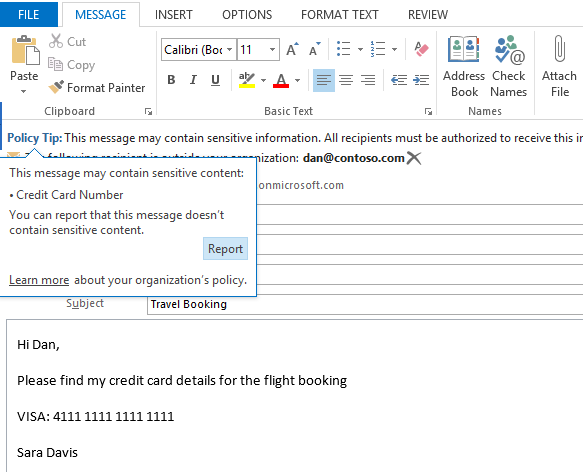 FILE MESSAGE INSERT OPTIONS FORMAT TEXT REVIEW
Cut
Copy
Format Painter
Paste
Clipboard
Calibri (Boc 11 A A
B I U ab A
Basic Text
Address Book
Check Names
Names
Attach File
Policy Tip: This message may contain sensitive information. All recipients must be authorized to receive this in
following recipient is outside your organization: dan@contoso.com
onmicrosoft.com
This message may contain sensitive content:
• Credit Card Number
You can report that this message doesn't
contain sensitive content.
Report
Learn more about your organization's policy.
Subject Travel Booking
Hi Dan,
Please find my credit card details for the flight booking
VISA: 4111 1111 1111 1111
Sara Davis